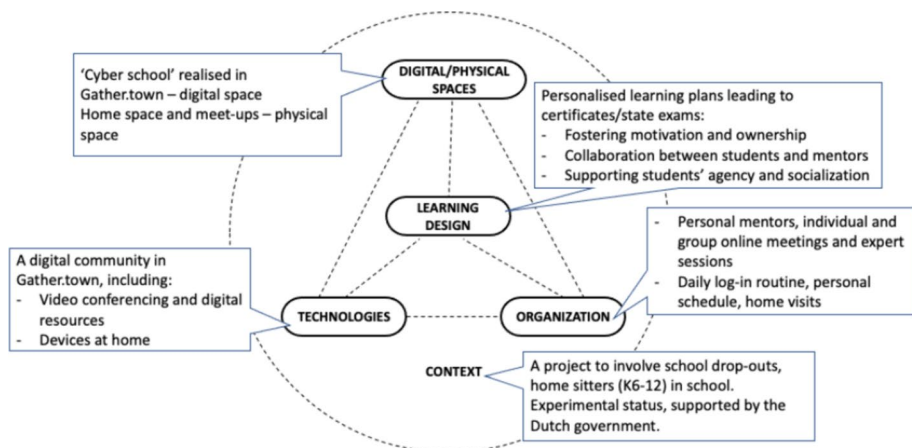 ‘Cyber school’ realised in
Gather.town – digital space
Home space and meet-ups – physical
space
DIGITAL/PHYSICAL
SPACES
Personalised learning plans leading to
certificates/state exams:
- Fostering motivation and ownership
- Collaboration between students and mentors
- Supporting students’ agency and socialization
LEARNING
DESIGN
- Personal mentors, individual and
group online meetings and expert
sessions
- Daily log-in routine, personal
schedule, home visits
A digital community in
Gather.town, including:
- Video conferencing and digital
resources
- Devices at home
TECHNOLOGIES
ORGANIZATION
CONTEXT
A project to involve school drop-outs,
home sitters (K6-12) in school.
Experimental status, supported by the
Dutch government.